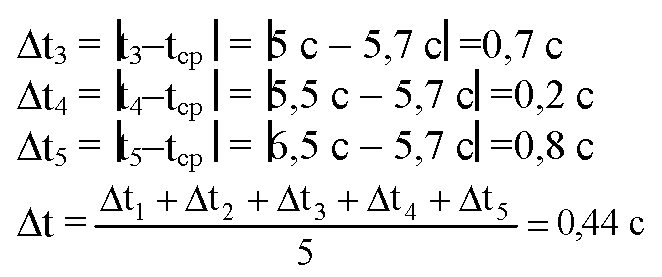 Δt₃ = |t₃–tср | = |5 с – 5,7 с| =0,7 с
Δt₄ = |t₄–tср | = |5,5 с – 5,7 с| =0,2 с
Δt₅ = |t₅–tср | = |6,5 с – 5,7 с| =0,8 с
Δt = (Δt₁ + Δt₂ + Δt₃ + Δt₄ + Δt₅) / 5 = 0,44 с